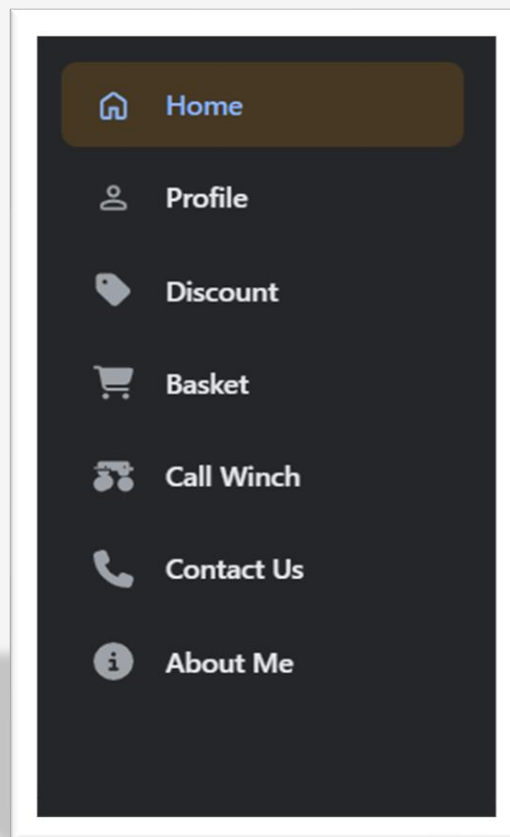 Home
Profile
Discount
Basket
Call Winch
Contact Us
About Me